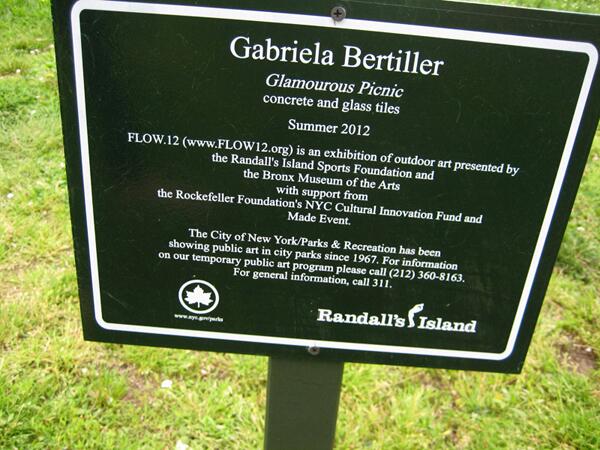 Gabriela Bertiller
Glamourous Picnic
concrete and glass tiles
Summer 2012
FLOW.12 (www.FLOW12.org) is an exhibition of outdoor art presented by
the Randall's Island Sports Foundation and
the Bronx Museum of the Arts
with support from
the Rockefeller Foundation's NYC Cultural Innovation Fund and
Made Event.
The City of New York/Parks & Recreation has been
showing public art in city parks since 1967. For information
on our temporary public art program please call (212) 360-8163.
For general information, call 311.
www.nyc.gov/parks
Randall's Island